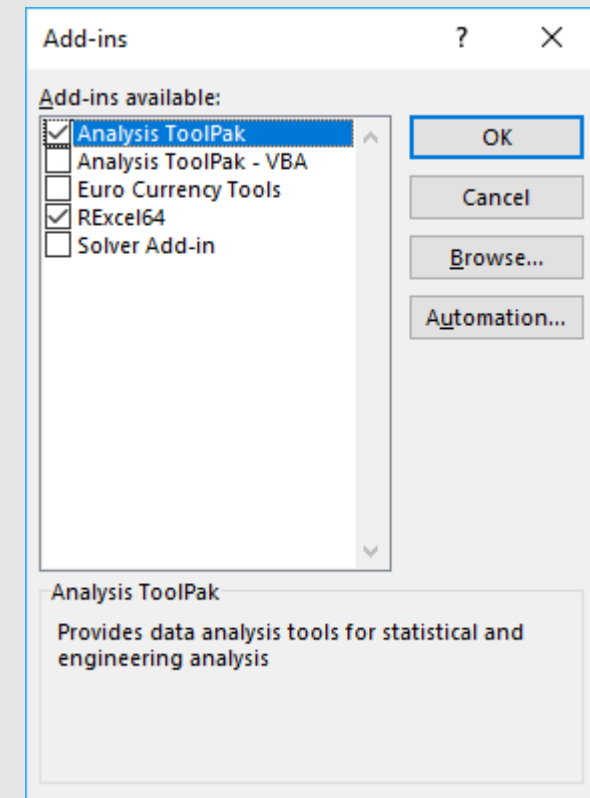 Add-ins ?
Add-ins available:
Analysis ToolPak
Analysis ToolPak - VBA
Euro Currency Tools
RExcel64
Solver Add-in
OK
Cancel
Browse...
Automation...
Analysis ToolPak
Provides data analysis tools for statistical and
engineering analysis